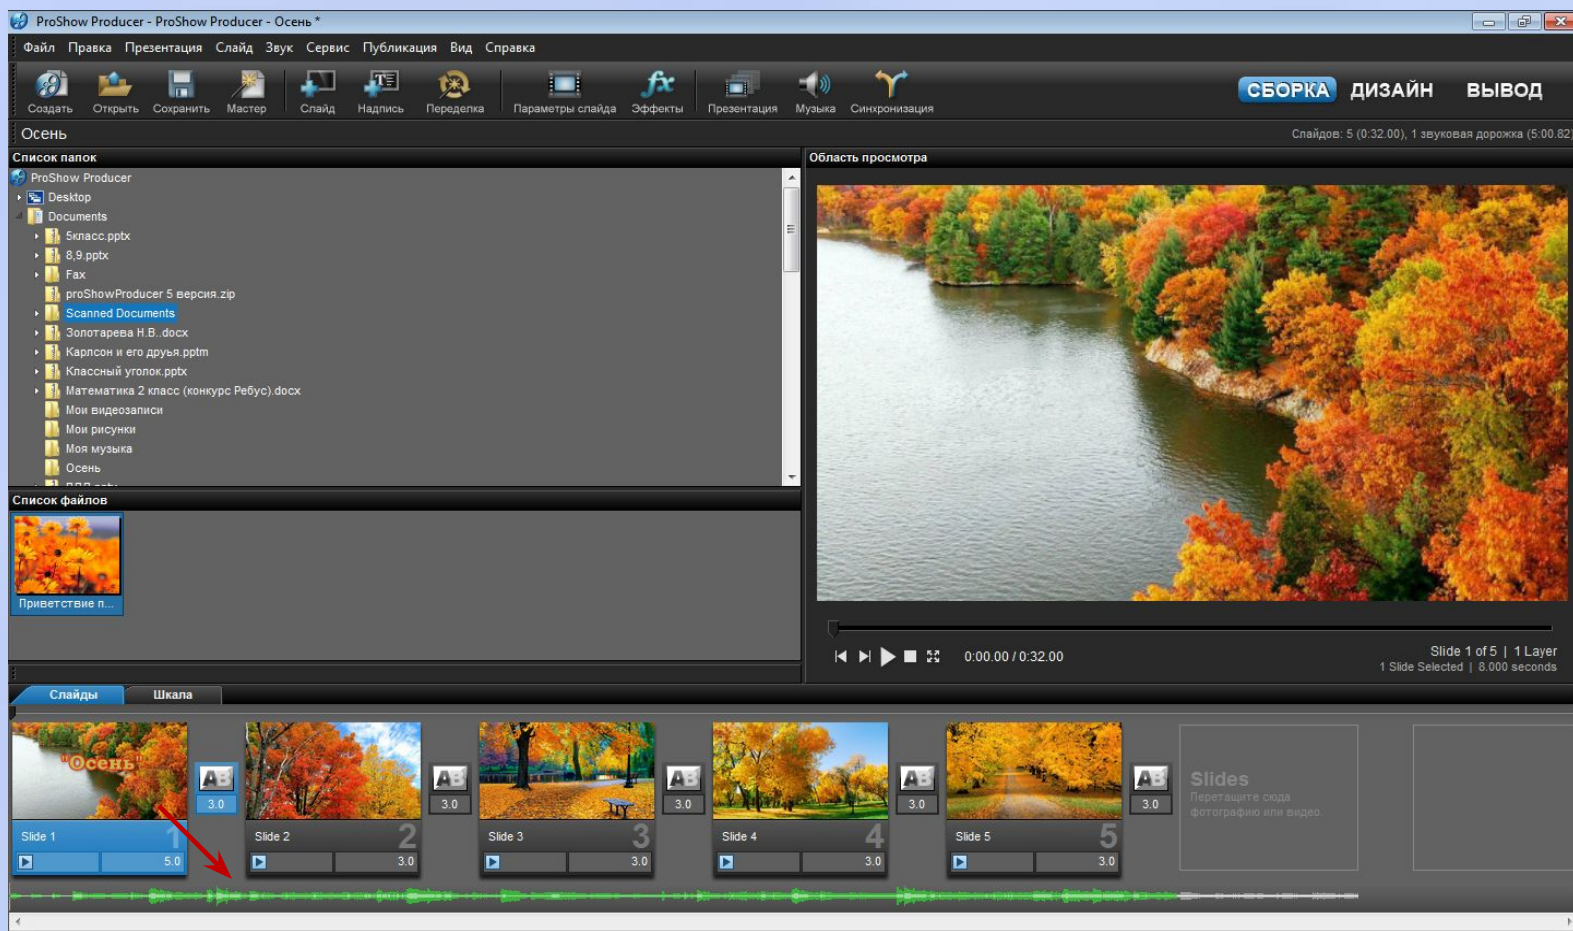 ProShow Producer - ProShow Producer - Осень *
Файл Правка Презентация Слайд Звук Сервис Публикация Вид Справка
Создать Открыть Сохранить Мастер Слайд Надпись Переделка Параметры слайда Эффекты Презентация Музыка Синхронизация
СБОРКА ДИЗАЙН ВЫВОД
Осень
Слайдов: 5 (0:32.00), 1 звуковая дорожка (5:00.82)
Список папок
ProShow Producer
Desktop
Documents
5класс.pptx
8,9.pptx
Fax
proShowProducer 5 версия.zip
Scanned Documents
Золотарева Н.В..docx
Карлсон и его друья.pptm
Классный уголок.pptx
Математика 2 класс (конкурс Ребус).docx
Мои видеозаписи
Мои рисунки
Моя музыка
Осень
Список файлов
Приветствие п...
Область просмотра
0:00.00 / 0:32.00
Slide 1 of 5 | 1 Layer
1 Slide Selected | 8.000 seconds
Слайды Шкала
"Осень"
AB AB AB AB AB
3.0 3.0 3.0 3.0 3.0
Slides
Перетащите сюда
фотографию или видео.
Slide 1 1 Slide 2 2 Slide 3 3 Slide 4 4 Slide 5 5
5.0 3.0 3.0 3.0 3.0